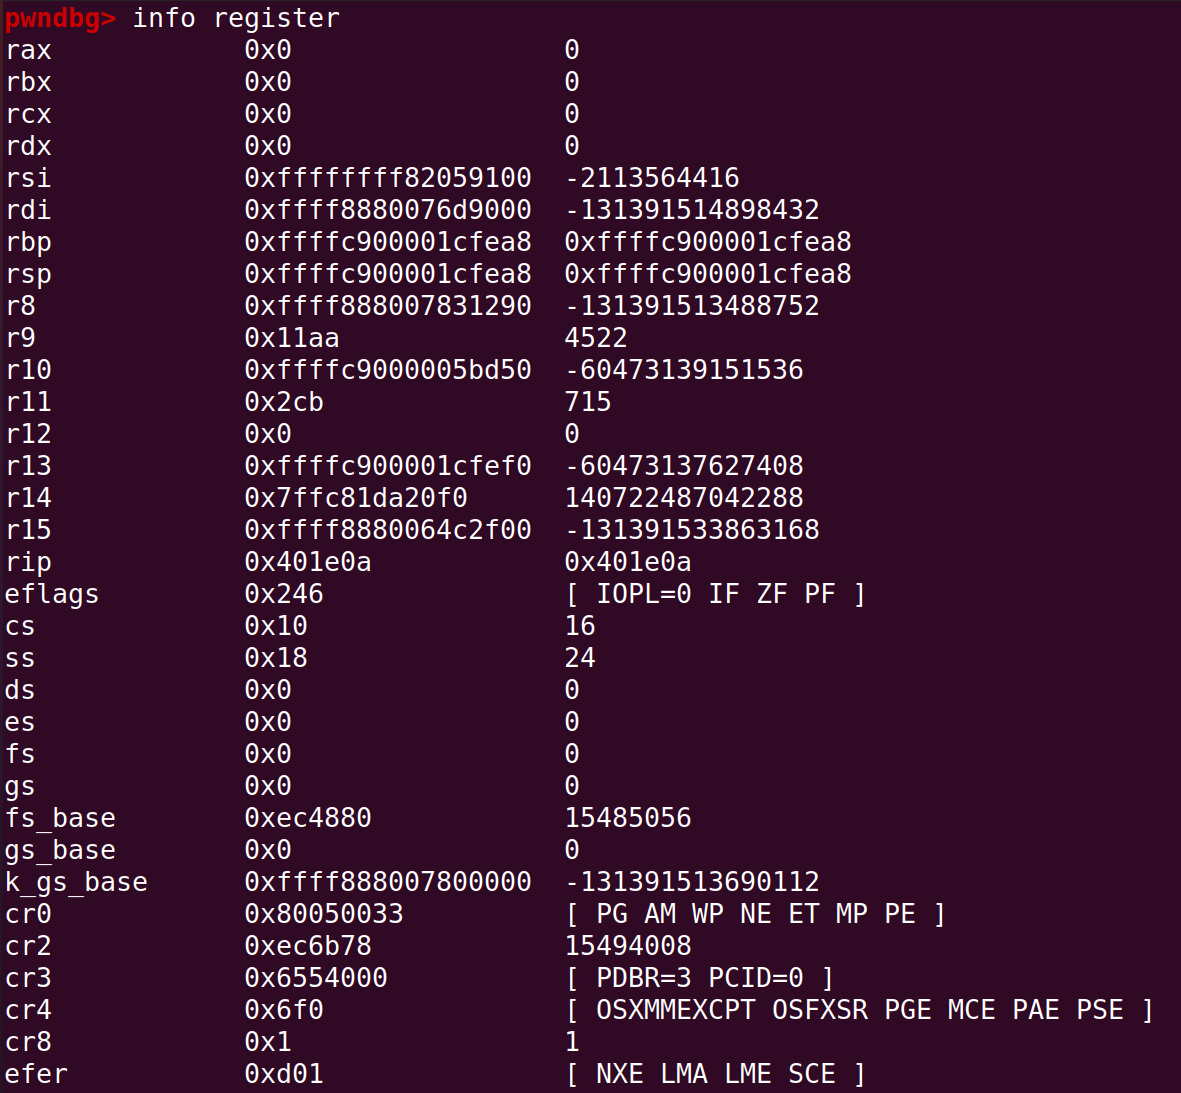 pwndbg> info register
rax 0x0 0
rbx 0x0 0
rcx 0x0 0
rdx 0x0 0
rsi 0xffffffff82059100 -2113564416
rdi 0xffff8880076d9000 -131391514898432
rbp 0xffffc900001cfea8 0xffffc900001cfea8
rsp 0xffffc900001cfea8 0xffffc900001cfea8
r8 0xffff888007831290 -131391513488752
r9 0x11aa 4522
r10 0xffffc9000005bd50 -60473139151536
r11 0x2cb 715
r12 0x0 0
r13 0xffffc900001cfef0 -60473137627408
r14 0x7ffc81da20f0 140722487042288
r15 0xffff8880064c2f00 -131391533863168
rip 0x401e0a 0x401e0a
eflags 0x246 [ IOPL=0 IF ZF PF ]
cs 0x10 16
ss 0x18 24
ds 0x0 0
es 0x0 0
fs 0x0 0
gs 0x0 0
fs_base 0xec4880 15485056
gs_base 0x0 0
k_gs_base 0xffff888007800000 -131391513690112
cr0 0x80050033 [ PG AM WP NE ET MP PE ]
cr2 0xec6b78 15494008
cr3 0x6554000 [ PDBR=3 PCID=0 ]
cr4 0x6f0 [ OSXMMEXCPT OSFXSR PGE MCE PAE PSE ]
cr8 0x1 1
efer 0xd01 [ NXE LMA LME SCE ]